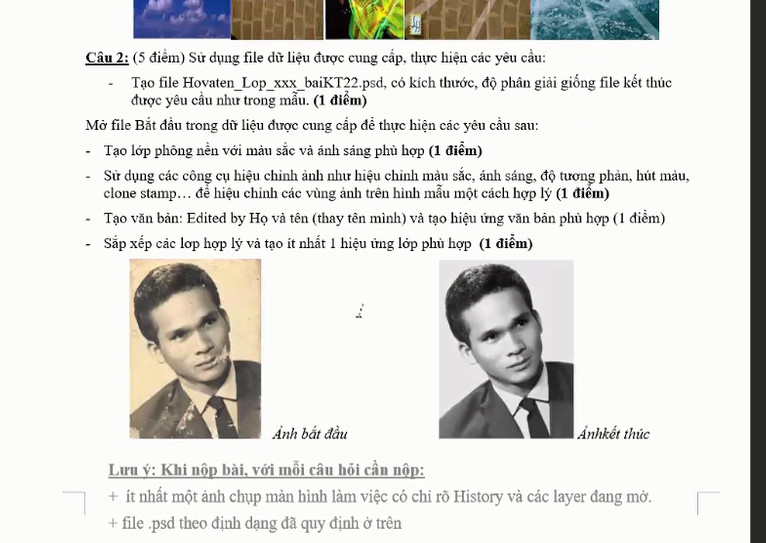 Câu 2: (5 điểm) Sử dụng file dữ liệu được cung cấp, thực hiện các yêu cầu:
- Tạo file Hovaten_Lop_xxx_baiKT22.psd, có kích thước, độ phân giải giống file kết thúc
được yêu cầu như trong mẫu. (1 điểm)
Mở file Bắt đầu trong dữ liệu được cung cấp để thực hiện các yêu cầu sau:
- Tạo lớp phông nền với màu sắc và ánh sáng phù hợp (1 điểm)
- Sử dụng các công cụ hiệu chỉnh ảnh như hiệu chỉnh màu sắc, ánh sáng, độ tương phản, hút màu,
clone stamp… để hiệu chỉnh các vùng ảnh trên hình mẫu một cách hợp lý (1 điểm)
- Tạo văn bản: Edited by Họ và tên (thay tên mình) và tạo hiệu ứng văn bản phù hợp (1 điểm)
- Sắp xếp các lơp hợp lý và tạo ít nhất 1 hiệu ứng lớp phù hợp (1 điểm)
Ảnh bắt đầu
Ảnhkết thúc
Lưu ý: Khi nộp bài, với mỗi câu hỏi cần nộp:
+ ít nhất một ảnh chụp màn hình làm việc có chỉ rõ History và các layer đang mở.
+ file .psd theo định dạng đã quy định ở trên